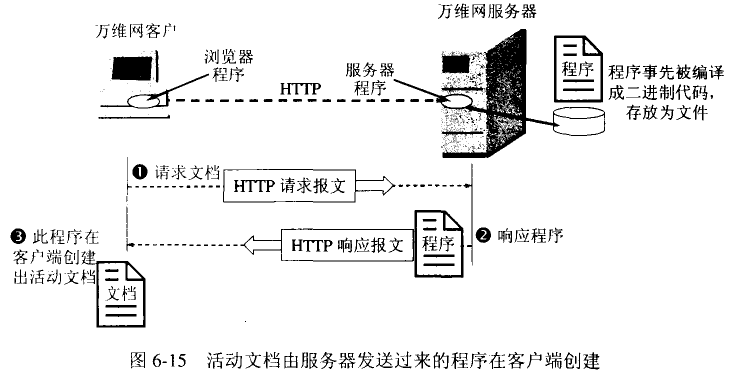 万维网服务器
万维网客户
浏览器
程序
服务器
程序
HTTP
程序
程序事先被编译
成二进制代码，
存放为文件
❶ 请求文档
HTTP 请求报文
❸ 此程序在
客户端创建
出活动文档
HTTP 响应报文
程序
❷ 响应程序
文档
图 6-15 活动文档由服务器发送过来的程序在客户端创建